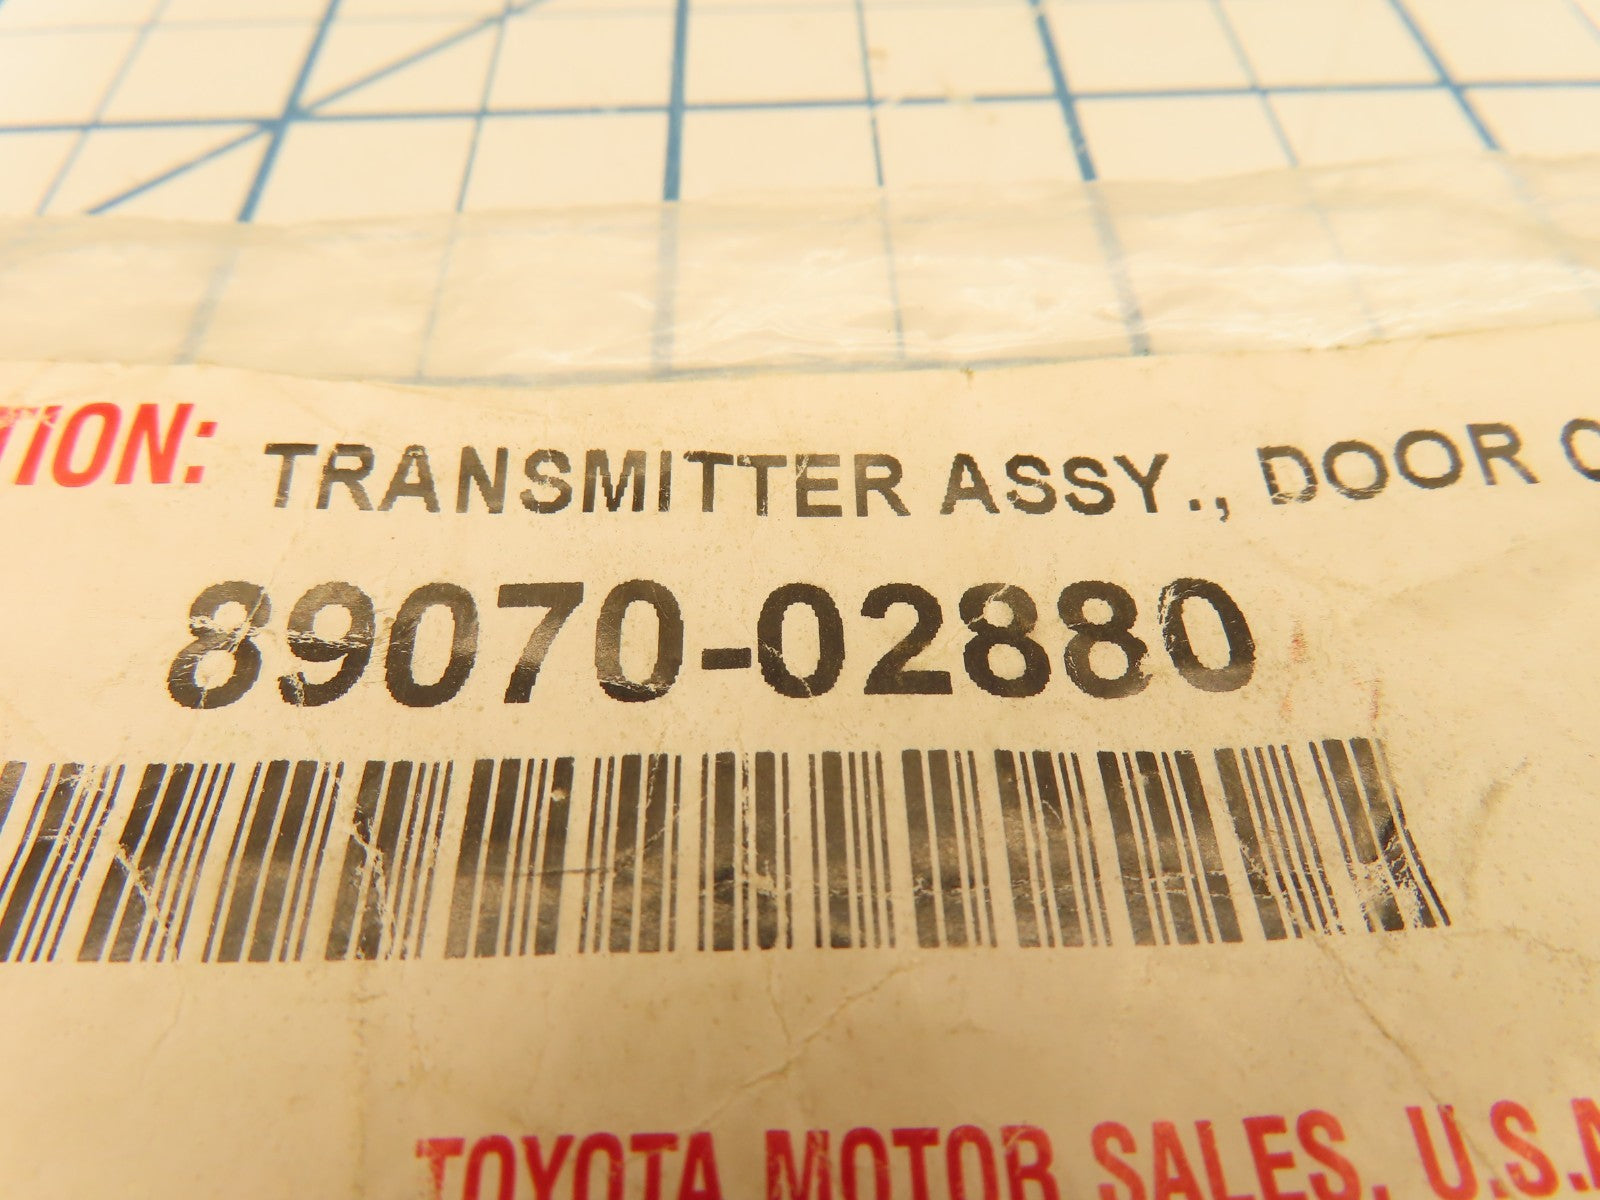 TION: TRANSMITTER ASSY., DOOR C
89070-02880
TOYOTA MOTOR SALES, U.S.A